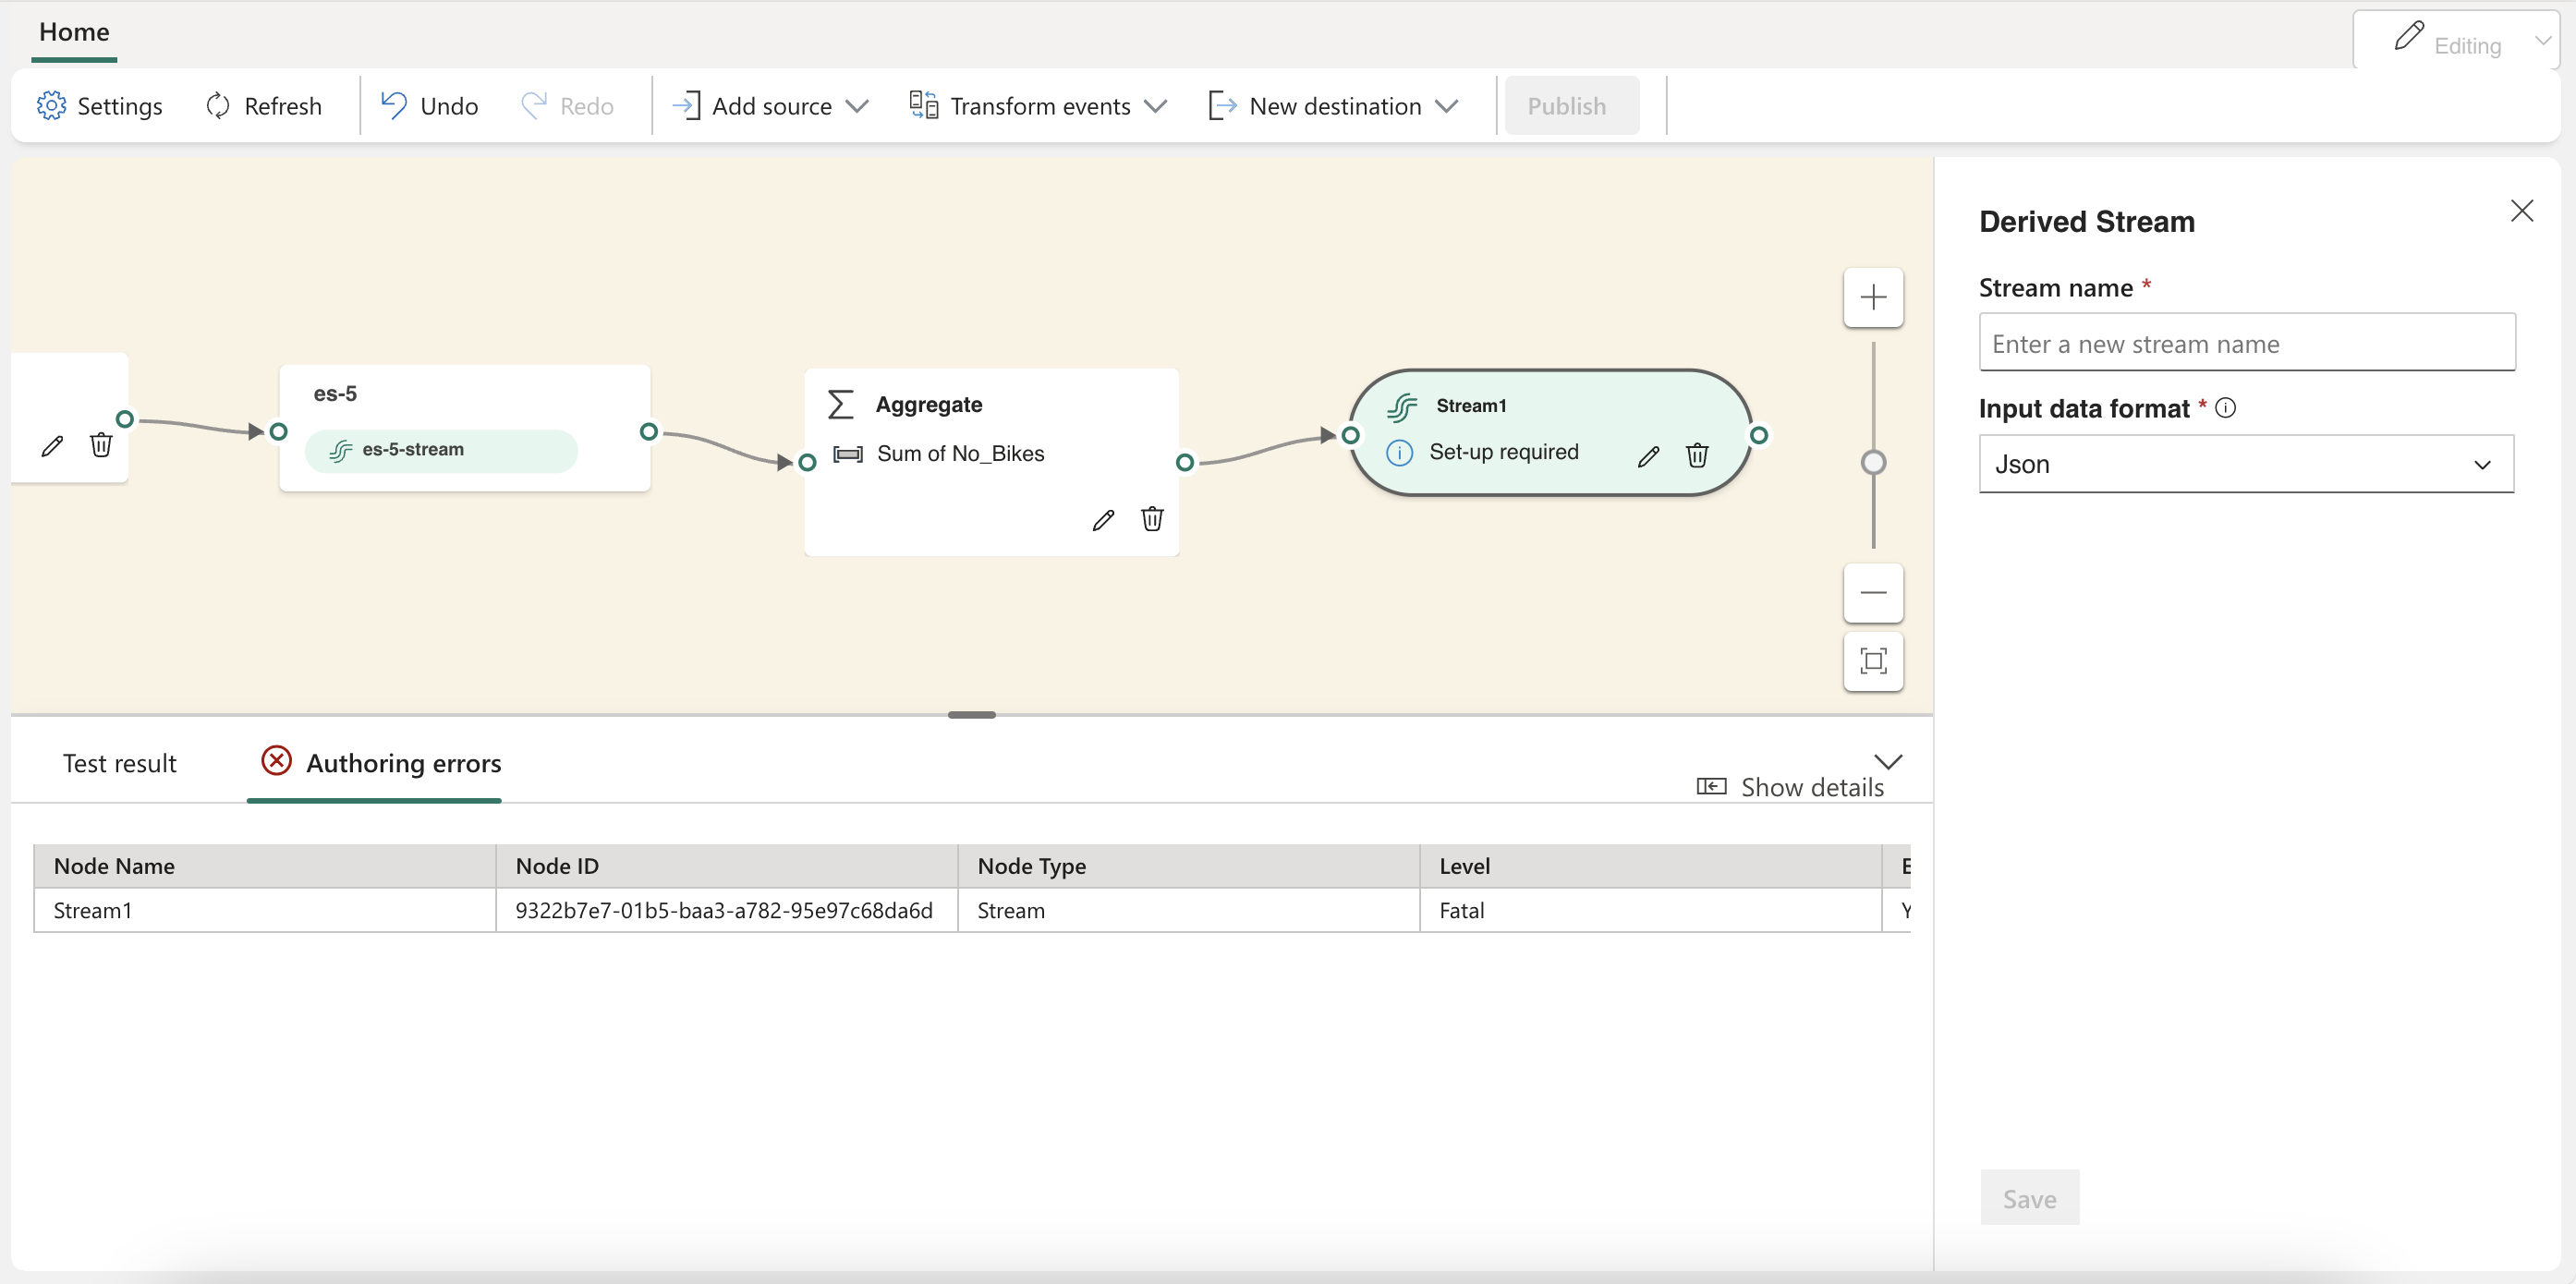 Home
Editing
Settings
Refresh
Undo
Redo
Add source
Transform events
New destination
Publish
es-5
es-5-stream
Aggregate
Sum of No_Bikes
Stream1
Set-up required
Derived Stream
Stream name *
Enter a new stream name
Input data format *
Json
Save
Test result
Authoring errors
Show details
Node Name Node ID Node Type Level
Stream1 9322b7e7-01b5-baa3-a782-95e97c68da6d Stream Fatal